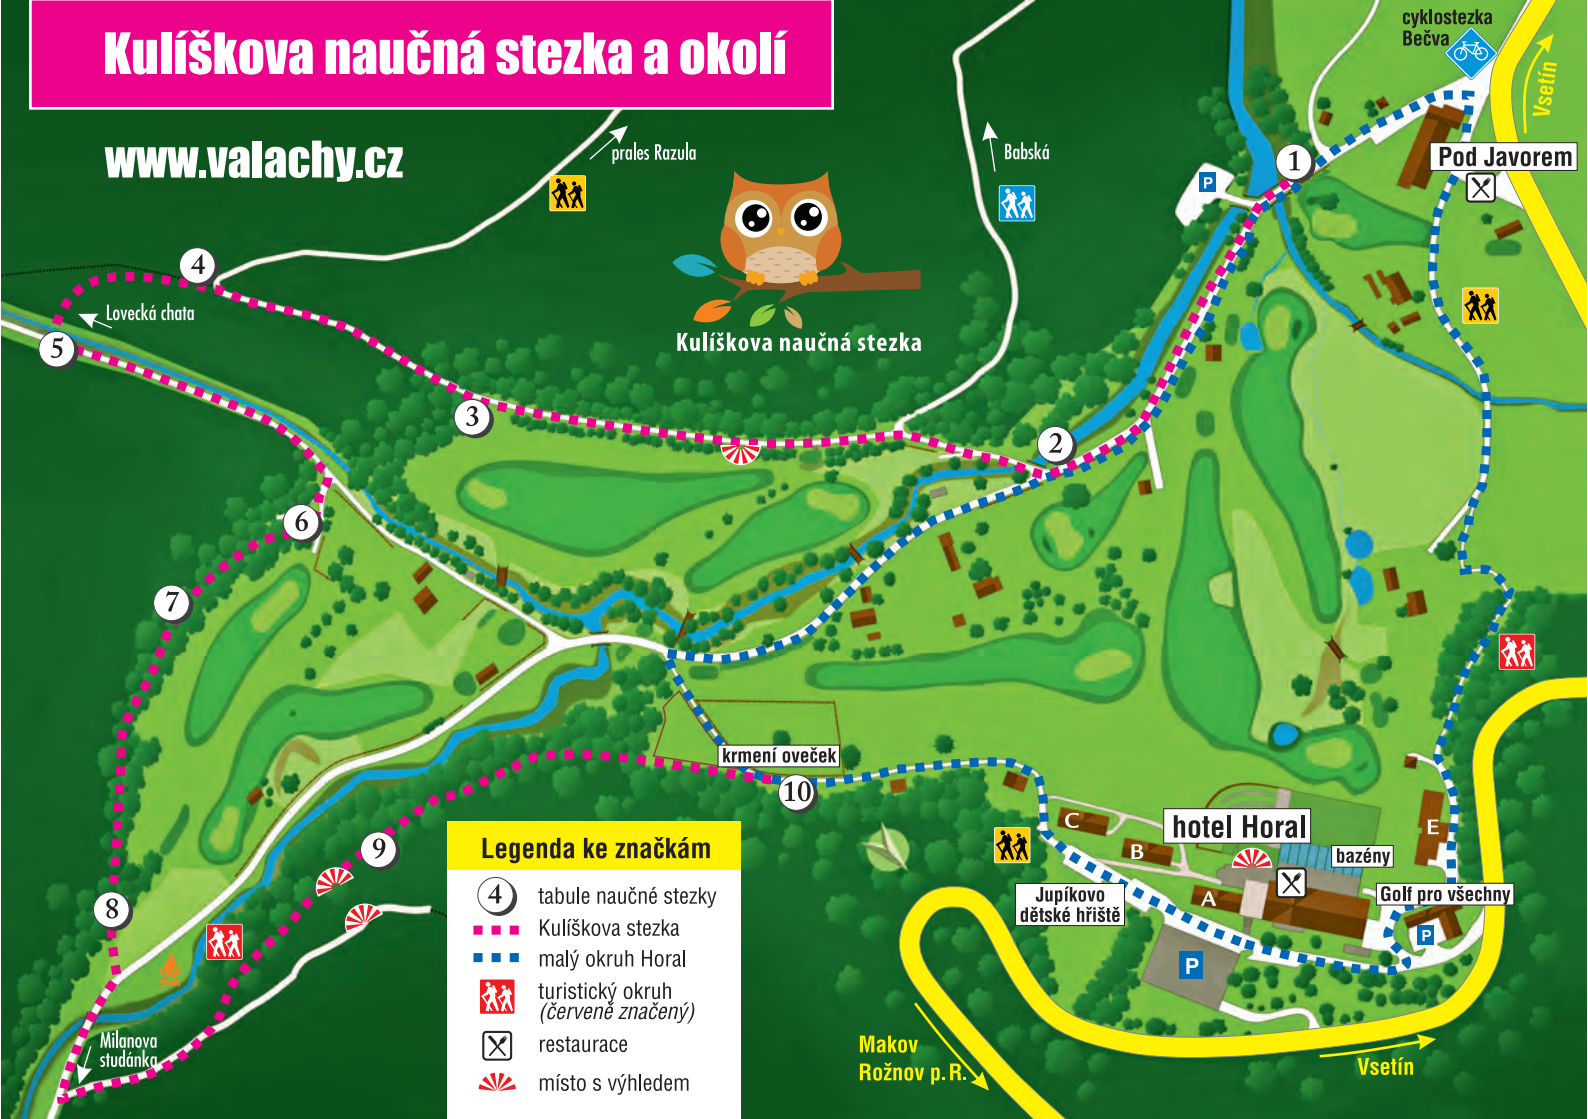 Kulíškova naučná stezka a okolí
www.valachy.cz
prales Razula
Babská
cyklostezka
Bečva
Vsetín
Pod Javorem
P
1
4
Lovecká chata
5
Kulíškova naučná stezka
3
2
6
7
krmení oveček
10
hotel Horal
C
B
A
E
bazény
Golf pro všechny
P
Jupíkovo
dětské hřiště
P
9
8
Milanova
studánka
Makov
Rožnov p. R.
Vsetín
Legenda ke značkám
4 tabule naučné stezky
Kulíškova stezka
malý okruh Horal
turistický okruh
(červeně značený)
restaurace
místo s výhledem